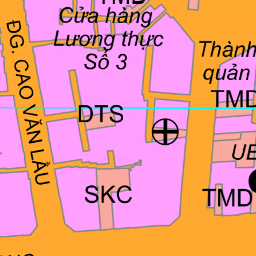 TMD
Cửa hàng
Lương thực
Số 3
Thành
quản
ĐG. CAO VĂN LẦU
TMD
DTS
UB
SKC
TMD